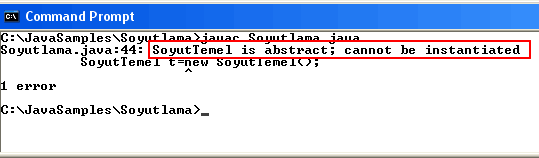 Command Prompt
C:\JavaSamples\Soyutlama>javac Soyutlama.java
Soyutlama.java:44: SoyutTemel is abstract; cannot be instantiated
SoyutTemel t=new SoyutTemel();
^
1 error
C:\JavaSamples\Soyutlama>_